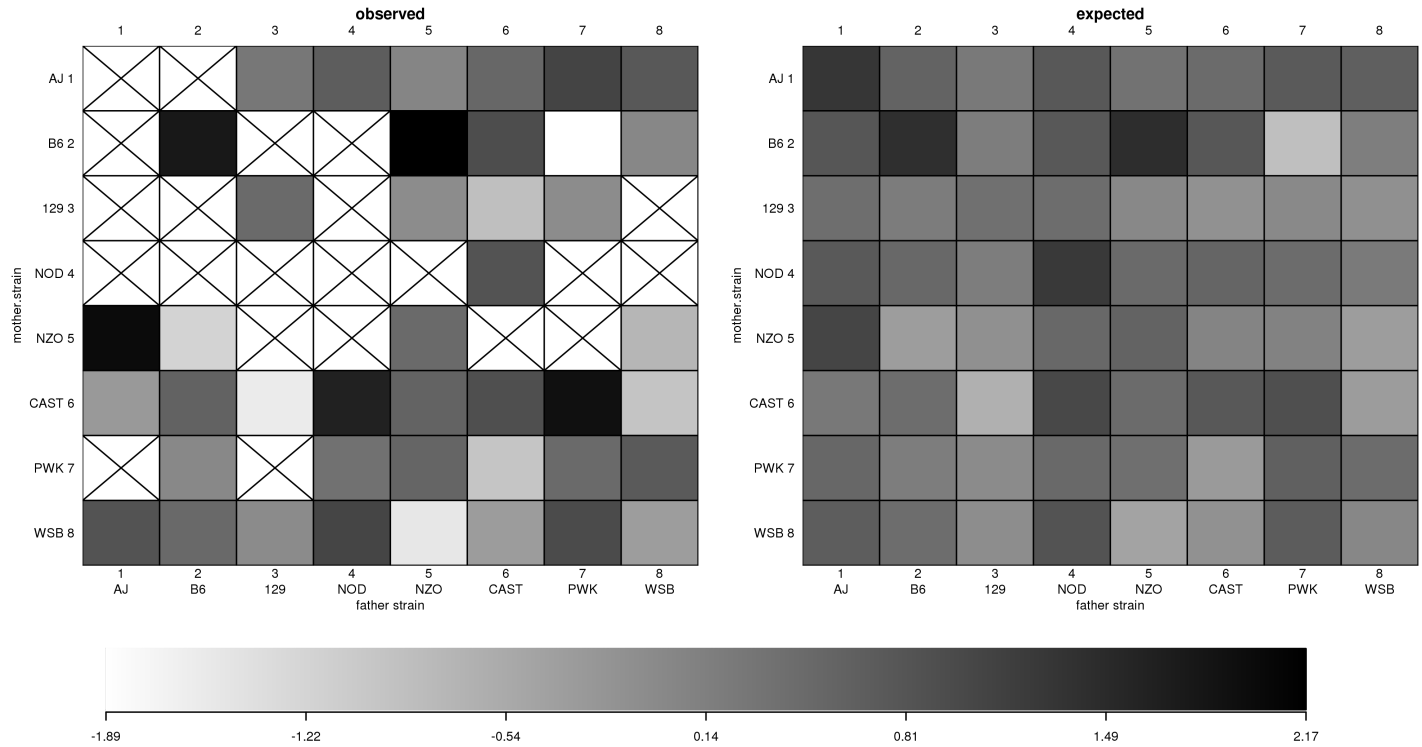 observed
1 2 3 4 5 6 7 8
AJ 1
B6 2
129 3
NOD 4
NZO 5
CAST 6
PWK 7
WSB 8
mother.strain
1 2 3 4 5 6 7 8
AJ B6 129 NOD NZO CAST PWK WSB
father strain
expected
1 2 3 4 5 6 7 8
AJ 1
B6 2
129 3
NOD 4
NZO 5
CAST 6
PWK 7
WSB 8
mother.strain
1 2 3 4 5 6 7 8
AJ B6 129 NOD NZO CAST PWK WSB
father strain
-1.89 -1.22 -0.54 0.14 0.81 1.49 2.17